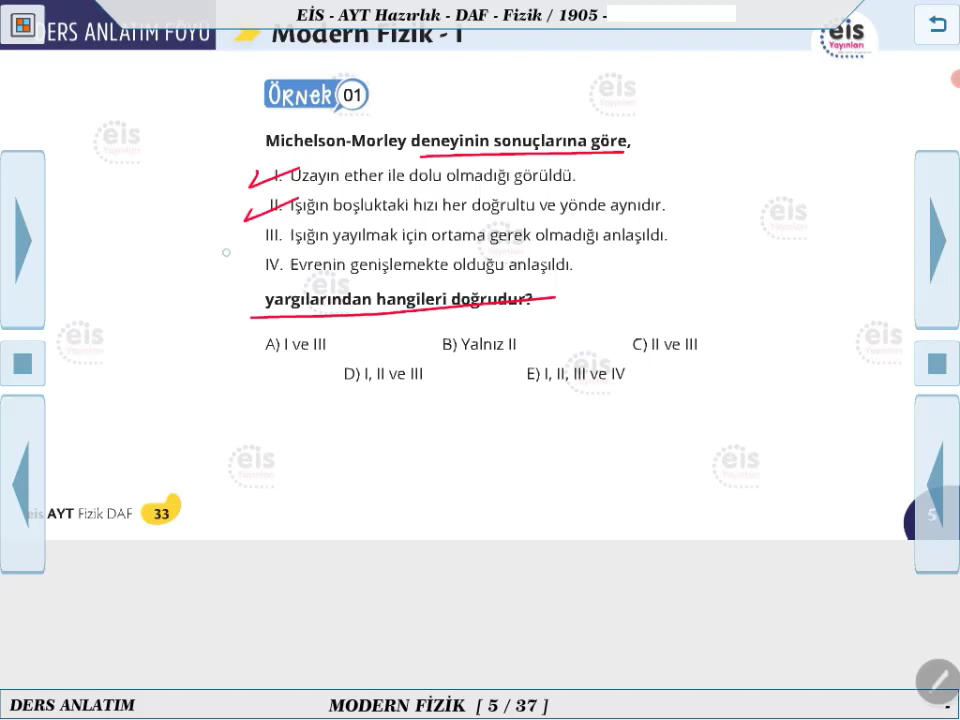 EİS - AYT Hazırlık - DAF - Fizik / 1905 -
DERS ANLATIM FÖYÜ
Modern Fizik - I
eis
Yayınları
ÖRNEK 01
Michelson-Morley deneyinin sonuçlarına göre,
I. Uzayın ether ile dolu olmadığı görüldü.
II. Işığın boşluktaki hızı her doğrultu ve yönde aynıdır.
III. Işığın yayılmak için ortama gerek olmadığı anlaşıldı.
IV. Evrenin genişlemekte olduğu anlaşıldı.
yargılarından hangileri doğrudur?
A) I ve III B) Yalnız II C) II ve III
D) I, II ve III E) I, II, III ve IV
eis AYT Fizik DAF 33
5
DERS ANLATIM MODERN FİZİK [ 5 / 37 ] -